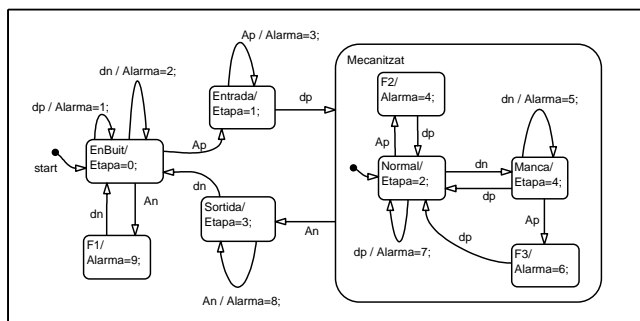 Ap / Alarma=3;
Mecanitzat
dn / Alarma=2;
dp / Alarma=1;
Entrada/
Etapa=1;
dp
F2/
Alarma=4;
dn / Alarma=5;
Ap
dp
Ap
start
EnBuit/
Etapa=0;
Normal/
Etapa=2;
dn
dp
Manca/
Etapa=4;
dn
Sortida/
Etapa=3;
An
dn
An
Ap
F1/
Alarma=9;
dp / Alarma=7;
dp
F3/
Alarma=6;
An / Alarma=8;